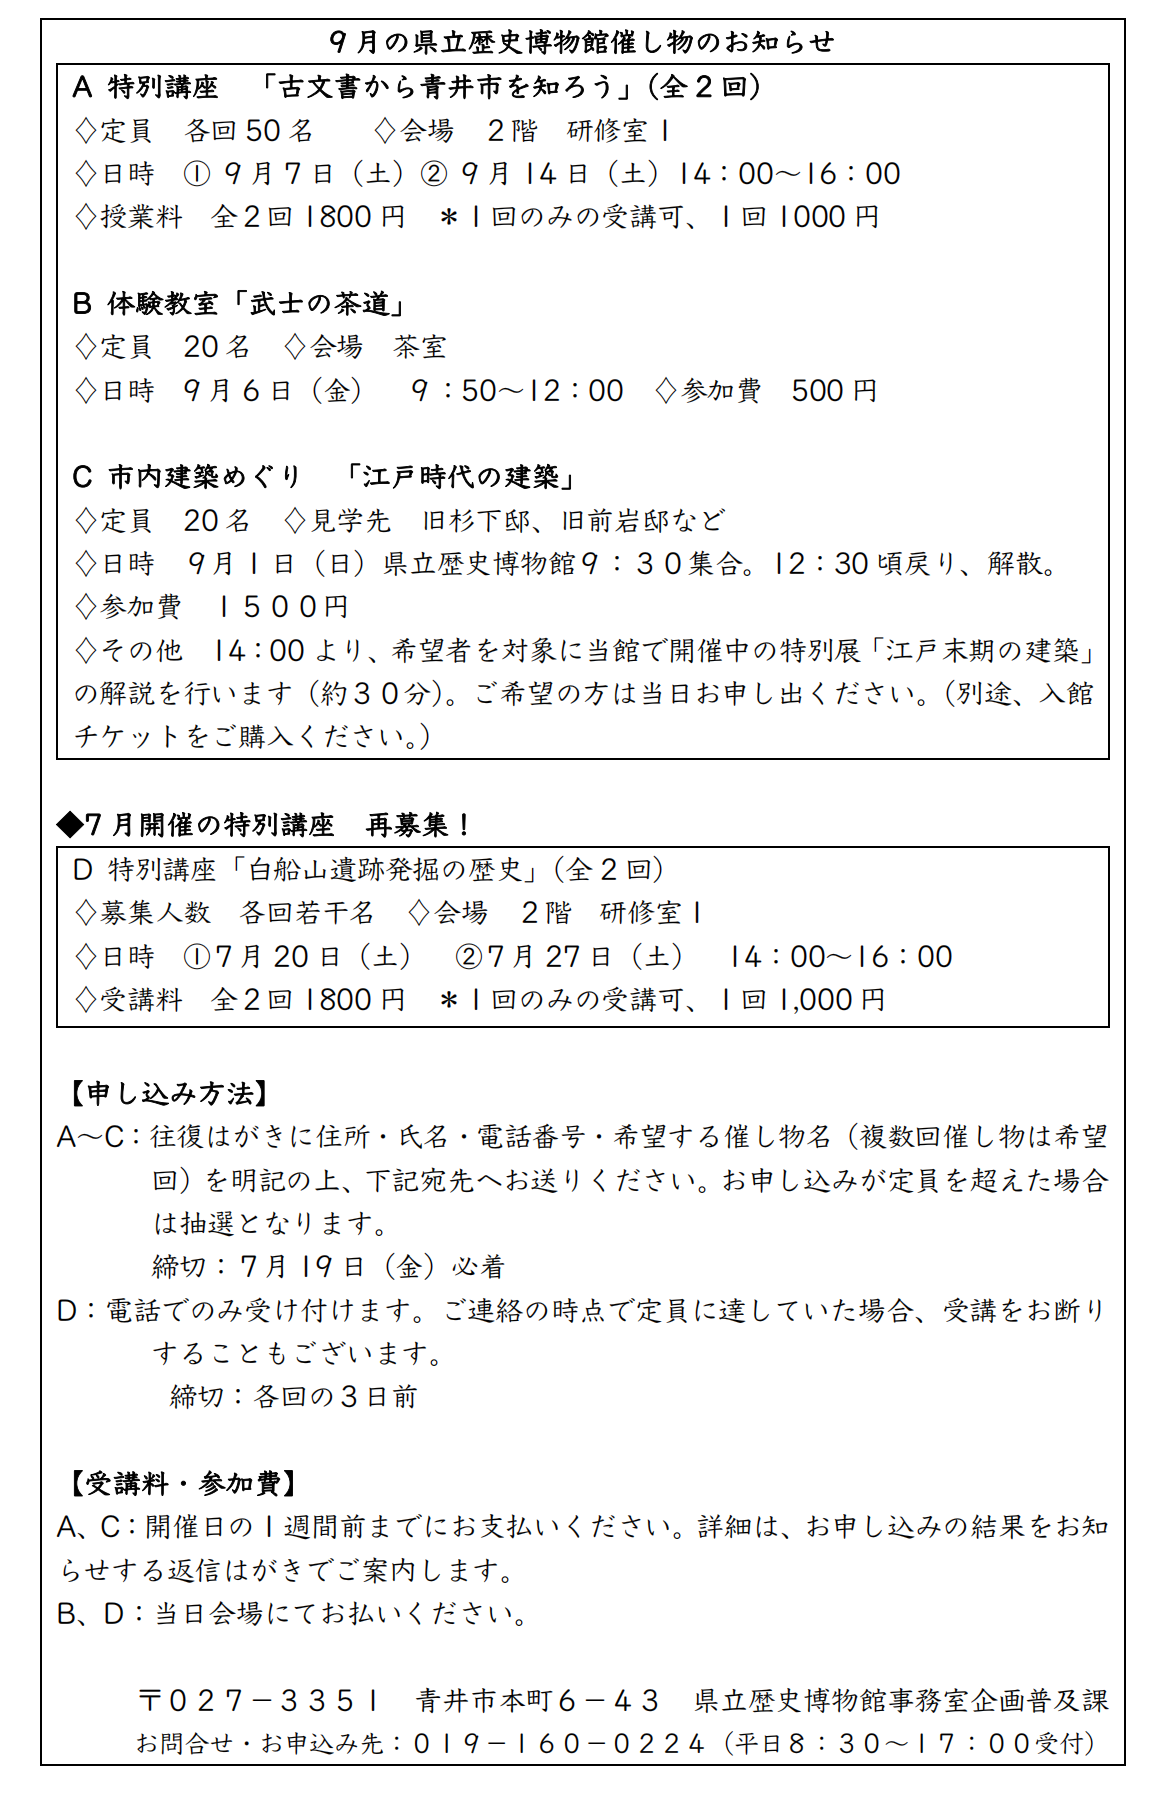 ９月の県立歴史博物館催し物のお知らせ
A 特別講座　「古文書から青井市を知ろう」（全２回）
♢定員　各回 50 名　　♢会場　２階　研修室１
♢日時　① ９月７日（土）② ９月 14 日（土）14：00～16：00
♢授業料　全２回 1800 円　＊１回のみの受講可、１回 1000 円
B 体験教室「武士の茶道」
♢定員　20 名　♢会場　茶室
♢日時　９月６日（金）　９：50～12：00　♢参加費　500 円
C 市内建築めぐり　「江戸時代の建築」
♢定員　20 名　♢見学先　旧杉下邸、旧前岩邸など
♢日時　９月１日（日）県立歴史博物館９：３０集合。12：30 頃戻り、解散。
♢参加費　１５００円
♢その他　14：00 より、希望者を対象に当館で開催中の特別展「江戸末期の建築」
の解説を行います（約３０分）。ご希望の方は当日お申し出ください。（別途、入館
チケットをご購入ください。）
◆7 月開催の特別講座　再募集！
D 特別講座「白船山遺跡発掘の歴史」（全２回）
♢募集人数　各回若干名　♢会場　２階　研修室１
♢日時　①７月 20 日（土）　②７月 27 日（土）　14：00～16：00
♢受講料　全２回 1800 円　＊１回のみの受講可、１回 1,000 円
【申し込み方法】
A～C：往復はがきに住所・氏名・電話番号・希望する催し物名（複数回催し物は希望
回）を明記の上、下記宛先へお送りください。お申し込みが定員を超えた場合
は抽選となります。
締切：７月 19 日（金）必着
D：電話でのみ受け付けます。ご連絡の時点で定員に達していた場合、受講をお断り
することもございます。
締切：各回の３日前
【受講料・参加費】
A、C：開催日の１週間前までにお支払いください。詳細は、お申し込みの結果をお知
らせする返信はがきでご案内します。
B、D：当日会場にてお払いください。
〒０２７－３３５１　青井市本町６－４３　県立歴史博物館事務室企画普及課
お問合せ・お申込み先：０１９－１６０－０２２４（平日８：３０～１７：００受付）